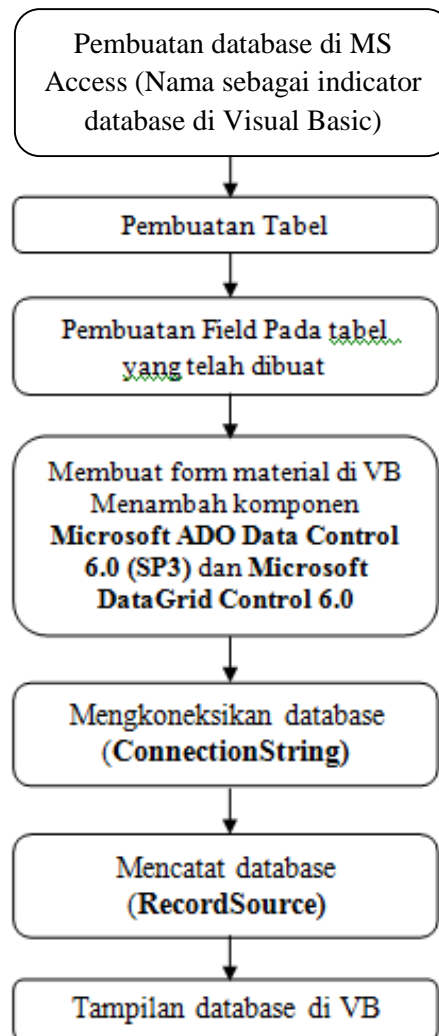 Pembuatan database di MS
Access (Nama sebagai indicator
database di Visual Basic)
Pembuatan Tabel
Pembuatan Field Pada tabel
yang telah dibuat
Membuat form material di VB
Menambah komponen
Microsoft ADO Data Control
6.0 (SP3) dan Microsoft
DataGrid Control 6.0
Mengkoneksikan database
(ConnectionString)
Mencatat database
(RecordSource)
Tampilan database di VB